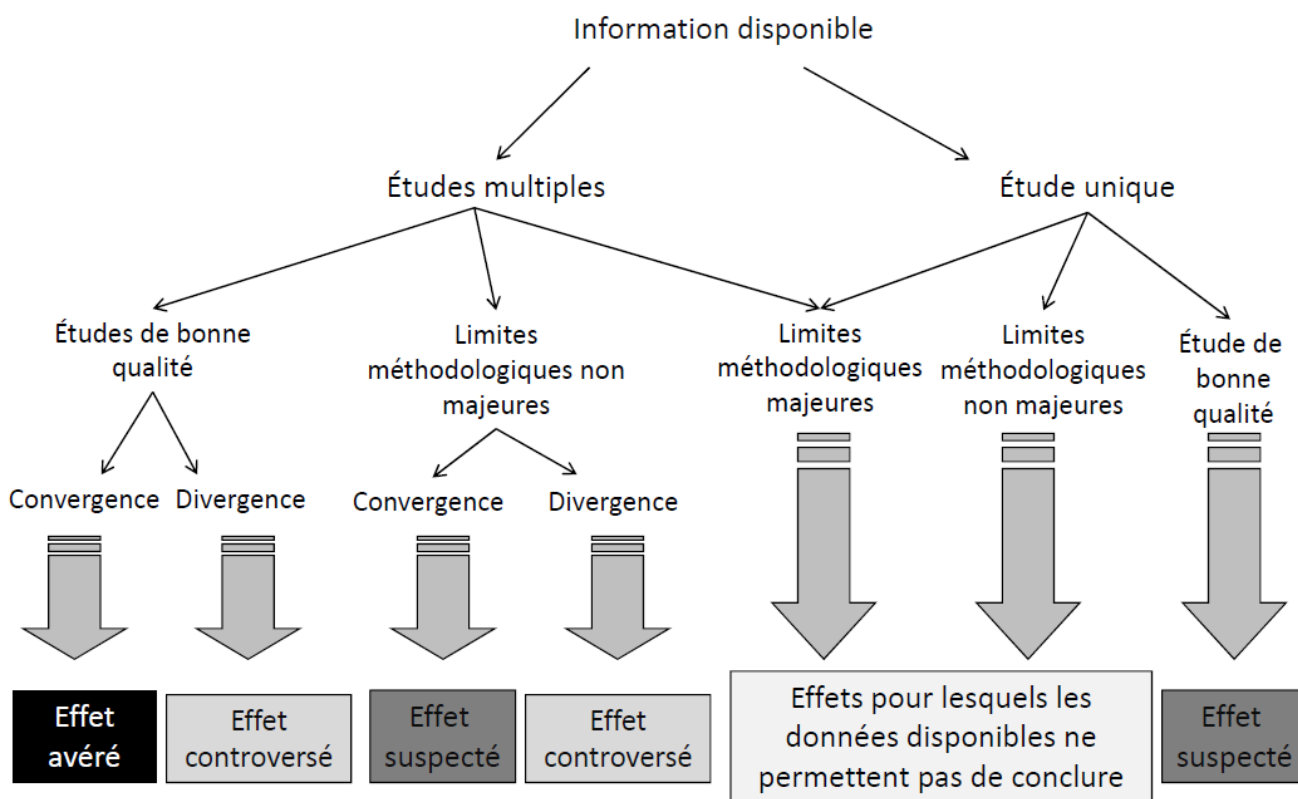 Information disponible
Études multiples
Étude unique
Études de bonne
qualité
Limites
méthodologiques non
majeures
Limites
méthodologiques
majeures
Limites
méthodologiques
non majeures
Étude de
bonne
qualité
Convergence
Divergence
Convergence
Divergence
Effet
avéré
Effet
controversé
Effet
suspecté
Effet
controversé
Effets pour lesquels les
données disponibles ne
permettent pas de conclure
Effet
suspecté